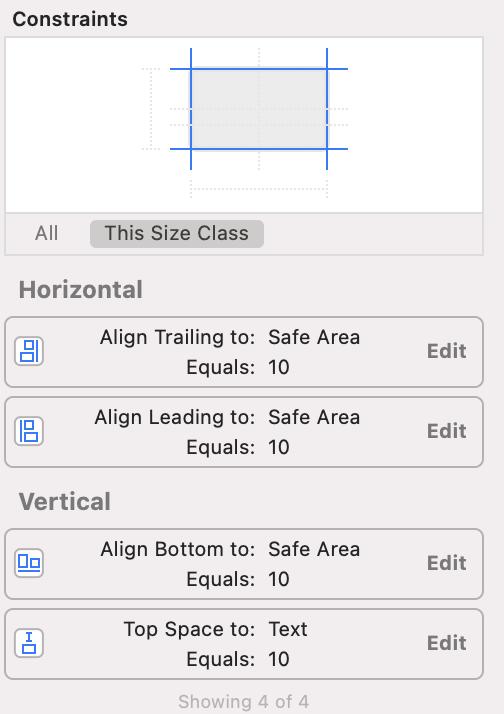 Constraints
All This Size Class
Horizontal
Align Trailing to: Safe Area Edit
Equals: 10
Align Leading to: Safe Area Edit
Equals: 10
Vertical
Align Bottom to: Safe Area Edit
Equals: 10
Top Space to: Text Edit
Equals: 10
Showing 4 of 4